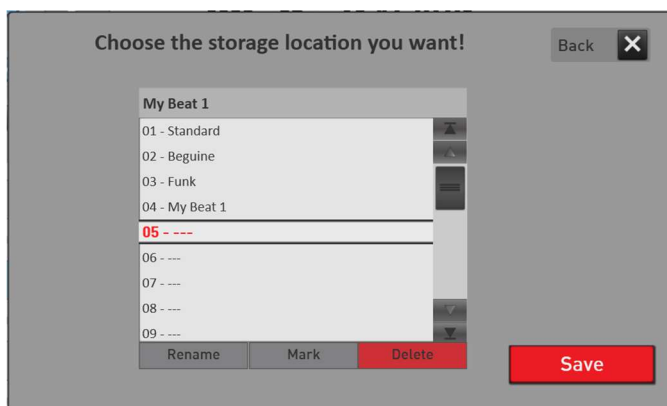 Choose the storage location you want!
Back
My Beat 1
01 - Standard
02 - Beguine
03 - Funk
04 - My Beat 1
05 - ---
06 - ---
07 - ---
08 - ---
09 - ---
Rename Mark Delete
Save